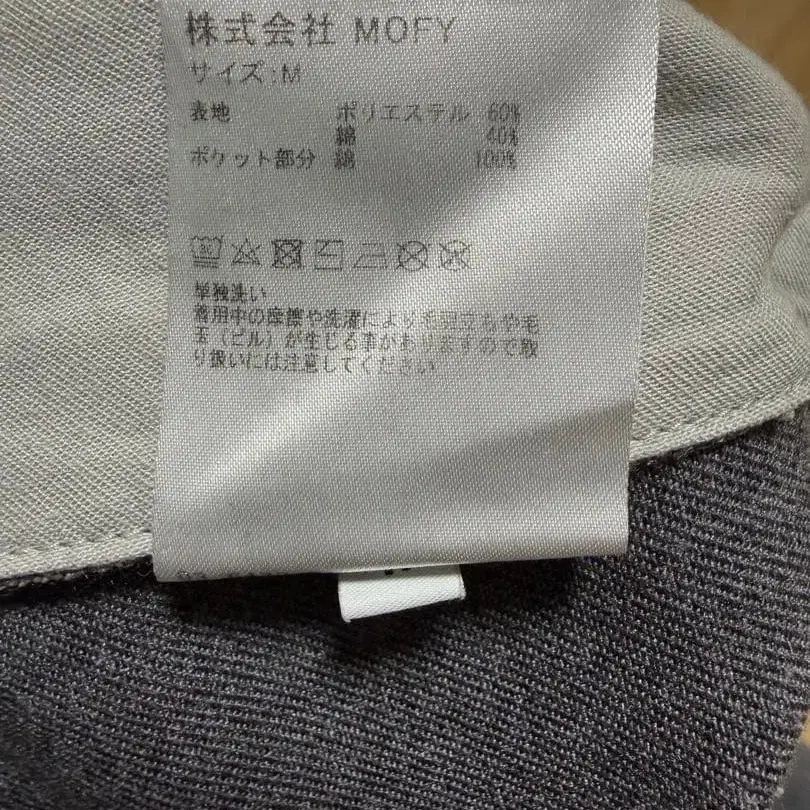 株式会社 MOFY
サイズ:M
表地 ポリエステル 60%
綿 40%
ポケット部分 綿 100%
30
単独洗い
着用中の摩擦や洗濯により毛羽立ちや毛
玉(ピル)が生じる事がありますので取
り扱いには注意してください